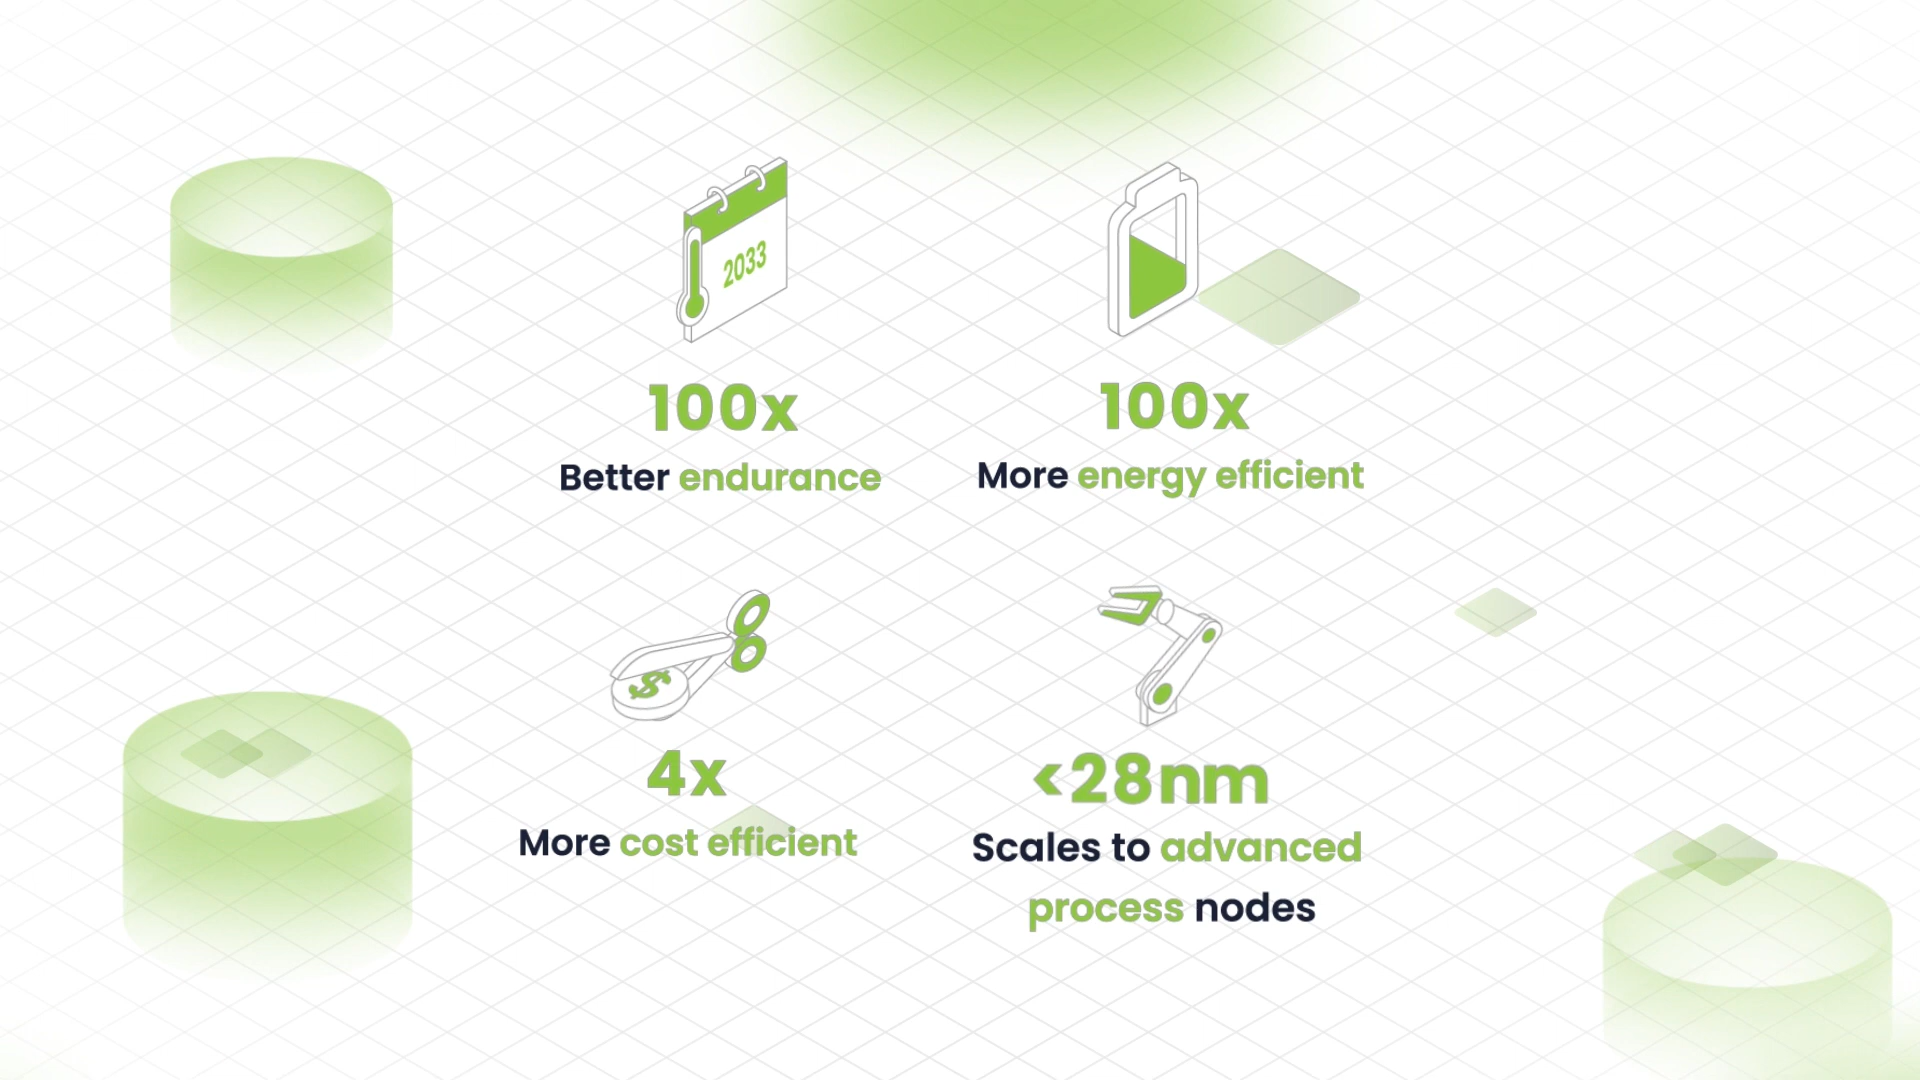 2033
100x
Better endurance
100x
More energy efficient
$
4x
More cost efficient
<28nm
Scales to advanced
process nodes